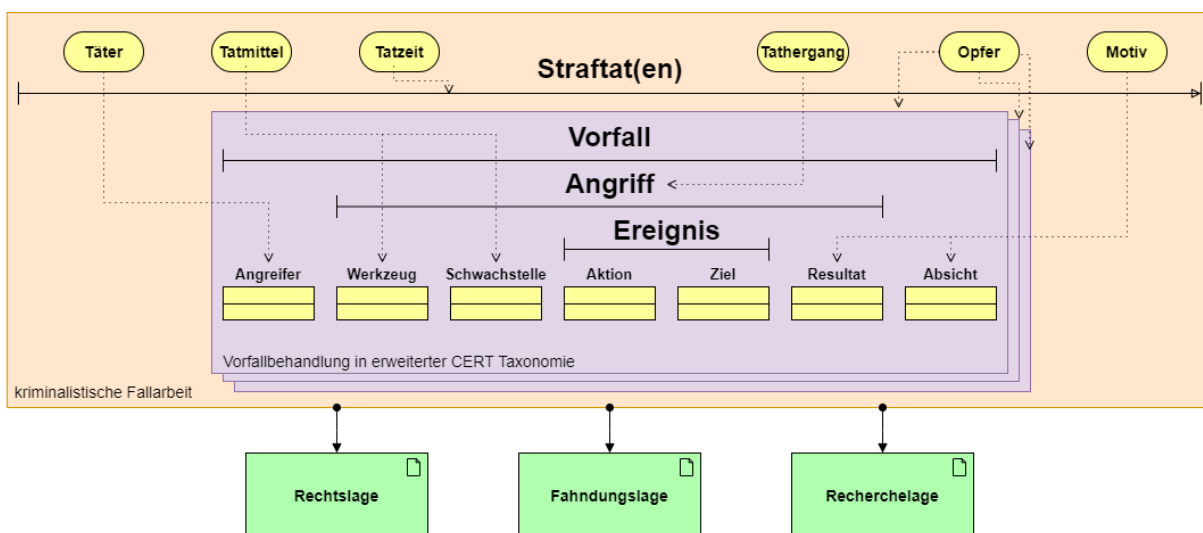 Täter
Tatmittel
Tatzeit
Tathergang
Opfer
Motiv
Straftat(en)
Vorfall
Angriff
Ereignis
Angreifer
Werkzeug
Schwachstelle
Aktion
Ziel
Resultat
Absicht
Vorfallbehandlung in erweiterter CERT Taxonomie
kriminalistische Fallarbeit
Rechtslage
Fahndungslage
Recherchelage